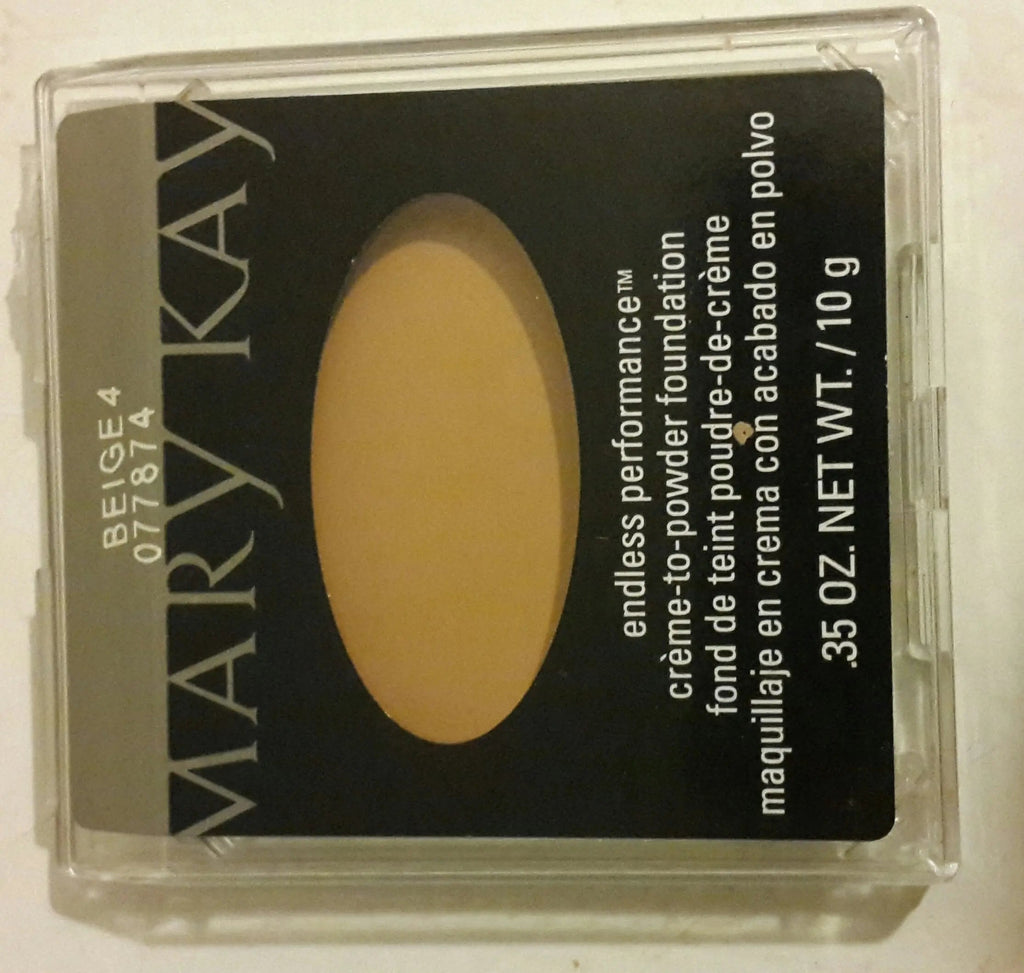 BEIGE 4
077874
MARY KAY
endless performance™
crème-to-powder foundation
fond de teint poudre-de-crème
maquillaje en crema con acabado en polvo
.35 OZ. NET WT. / 10 g